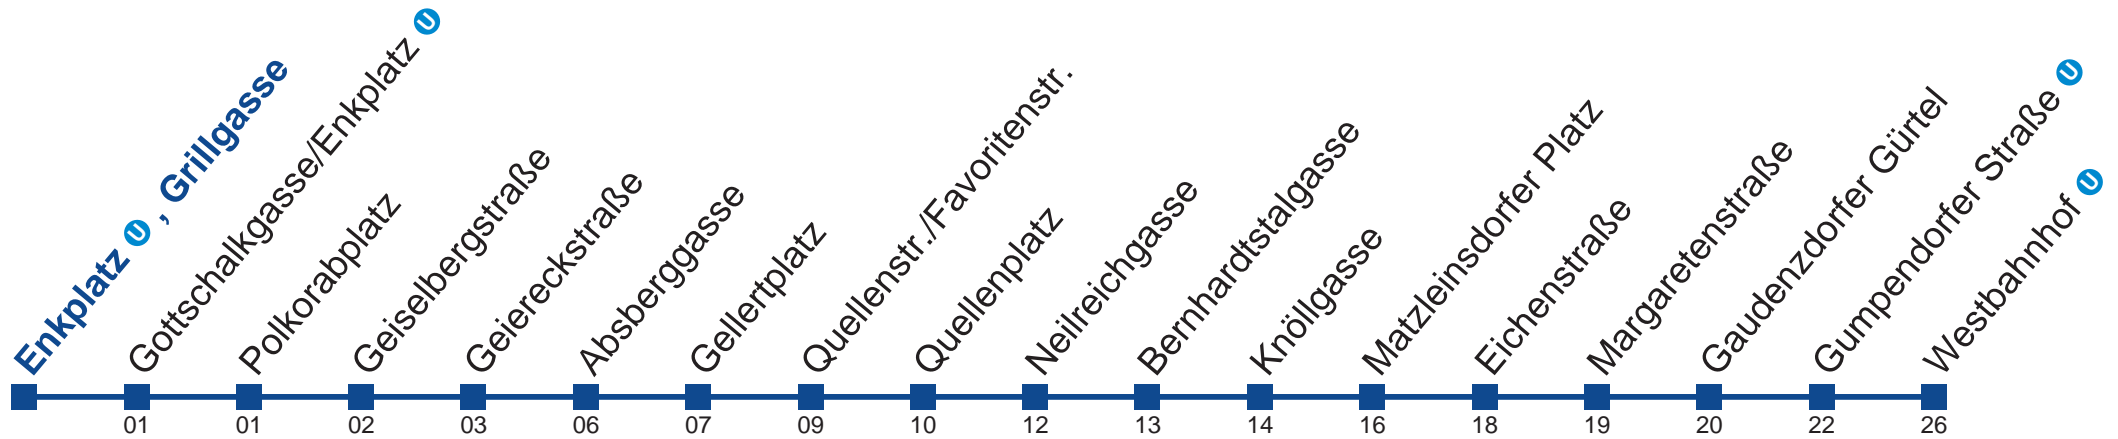 Enkplatz U , Grillgasse
Gottschalkgasse/Enkplatz U
Polkorabplatz
Geiselbergstraße
Geiereckstraße
Absberggasse
Gellertplatz
Quellenstr./Favoritenstr.
Quellenplatz
Neilreichgasse
Bernhardtstalgasse
Knöllgasse
Matzleinsdorfer Platz
Eichenstraße
Margaretenstraße
Gaudenzdorfer Gürtel
Gumpendorfer Straße U
Westbahnhof U
01 01 02 03 06 07 09 10 12 13 14 16 18 19 20 22 26